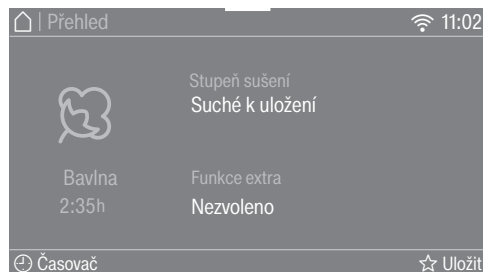 | Přehled
11:02
Stupeň sušení
Suché k uložení
Bavlna
2:35h
Funkce extra
Nezvoleno
Časovač
Uložit